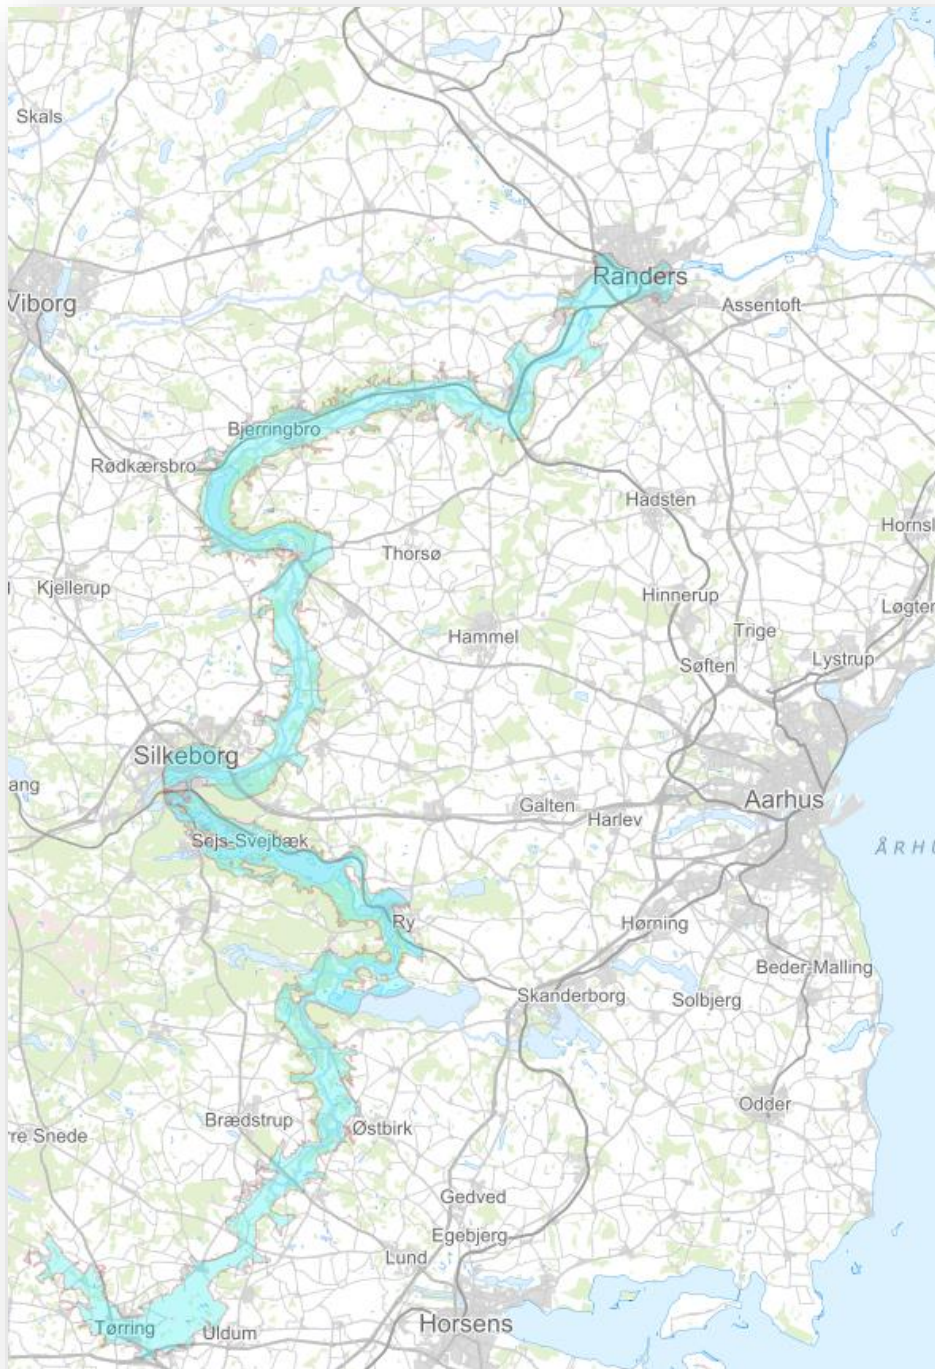 Skals
Randers
Viborg
Assentoft
Bjerringbro
Rødkærsbro
Hadsten
Hornsl
Thorsø
Kjellerup
Hinnerup
Løgter
Trige
Hammel
Søften
Lystrup
Silkeborg
ang
Galten
Aarhus
Harlev
Sejs-Svejbæk
ÅRHU
Ry
Hørning
Beder-Malling
Skanderborg
Solbjerg
Odder
Brædstrup
Østbirk
rre Snede
Gedved
Egebjerg
Lund
Horsens
Tørring
Uldum